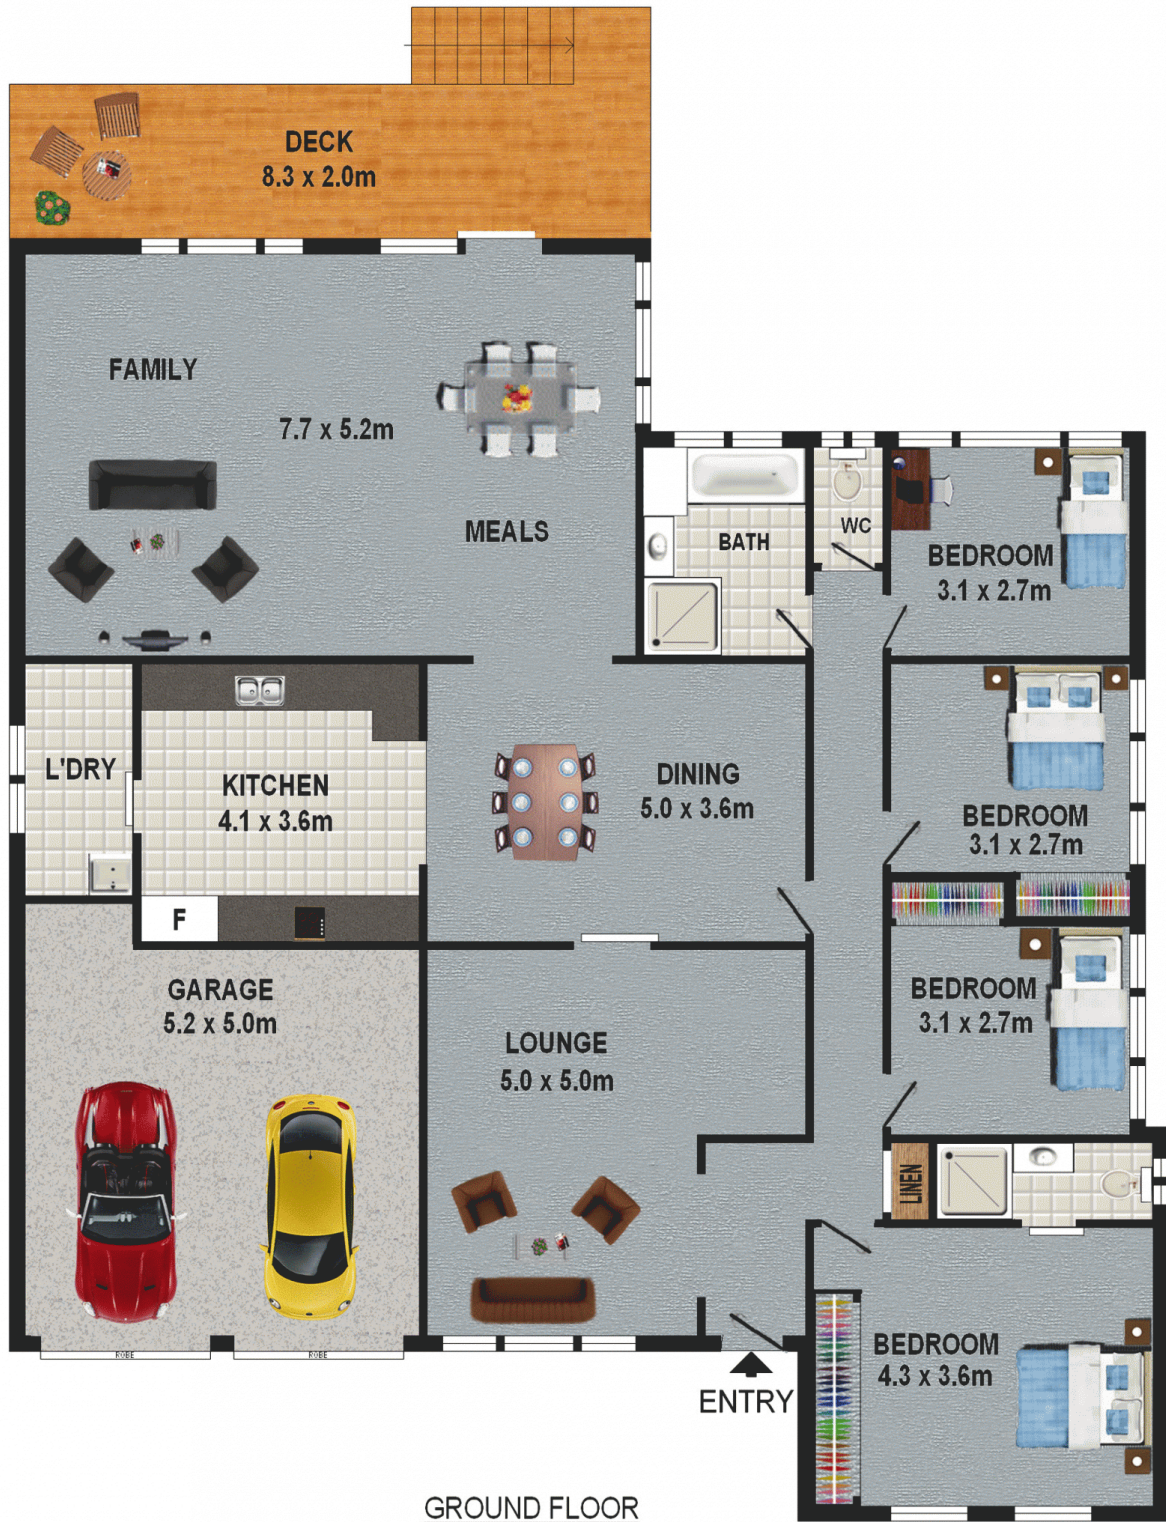 DECK
8.3 x 2.0m
FAMILY
7.7 x 5.2m
MEALS
BATH
WC
BEDROOM
3.1 x 2.7m
L'DRY
KITCHEN
4.1 x 3.6m
DINING
5.0 x 3.6m
BEDROOM
3.1 x 2.7m
F
GARAGE
5.2 x 5.0m
LOUNGE
5.0 x 5.0m
BEDROOM
3.1 x 2.7m
LINEN
BEDROOM
4.3 x 3.6m
ROBE
ROBE
ENTRY
GROUND FLOOR